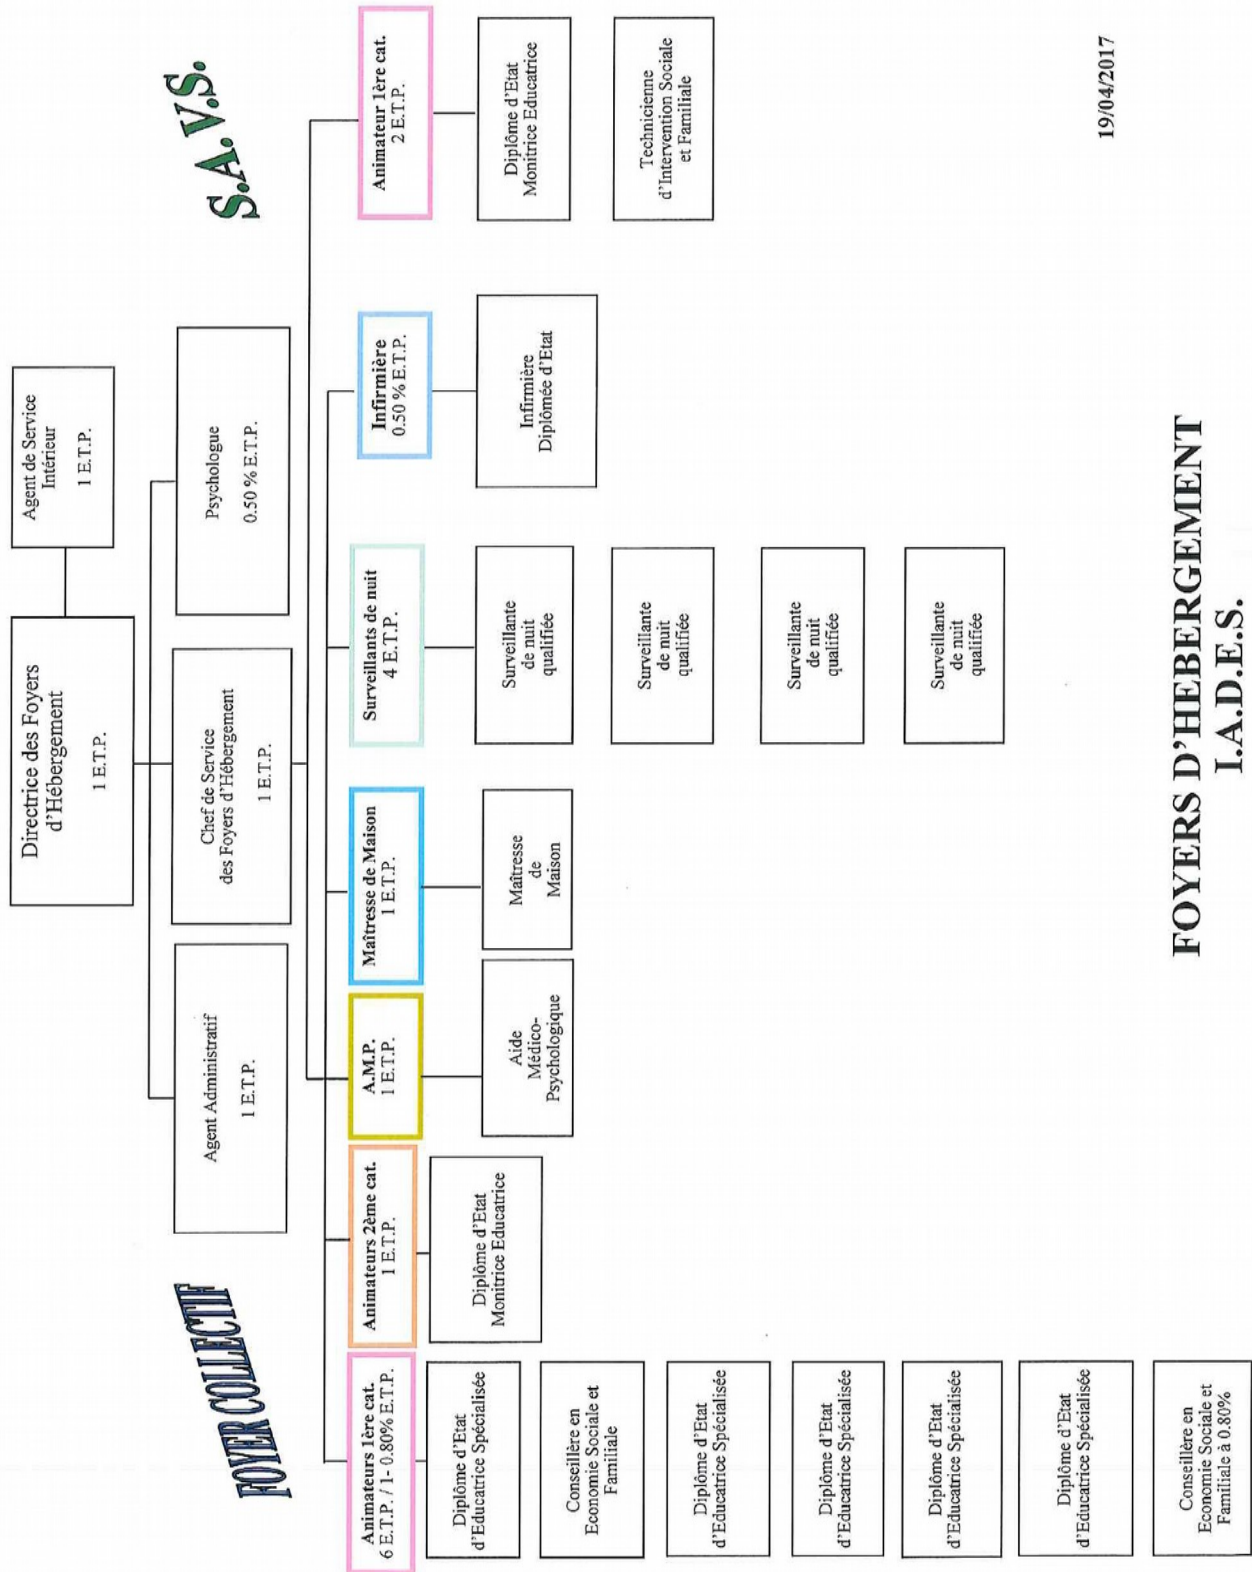 Directrice des Foyers
d'Hébergement
1 E.T.P.
Agent de Service
Intérieur
1 E.T.P.
Agent Administratif
1 E.T.P.
Chef de Service
des Foyers d'Hébergement
1 E.T.P.
Psychologue
0.50 % E.T.P.
FOYER COLLECTIF
S.A.V.S.
Animateurs 1ère cat.
6 E.T.P. / 1- 0.80% E.T.P.
Diplôme d'Etat
d'Educatrice Spécialisée
Conseillère en
Economie Sociale et
Familiale
Diplôme d'Etat
d'Educatrice Spécialisée
Diplôme d'Etat
d'Educatrice Spécialisée
Diplôme d'Etat
d'Educatrice Spécialisée
Diplôme d'Etat
d'Educatrice Spécialisée
Conseillère en
Economie Sociale et
Familiale à 0.80%
Animateurs 2ème cat.
1 E.T.P.
Diplôme d'Etat
Monitrice Educatrice
A.M.P.
1 E.T.P.
Aide
Médico-
Psychologique
Maîtresse de Maison
1 E.T.P.
Maîtresse
de
Maison
Surveillants de nuit
4 E.T.P.
Surveillante
de nuit
qualifiée
Surveillante
de nuit
qualifiée
Surveillante
de nuit
qualifiée
Surveillante
de nuit
qualifiée
Infirmière
0.50 % E.T.P.
Infirmière
Diplômée d'Etat
Animateur 1ère cat.
2 E.T.P.
Diplôme d'Etat
Monitrice Educatrice
Technicienne
d'Intervention Sociale
et Familiale
19/04/2017
FOYERS D'HEBERGEMENT
I.A.D.E.S.